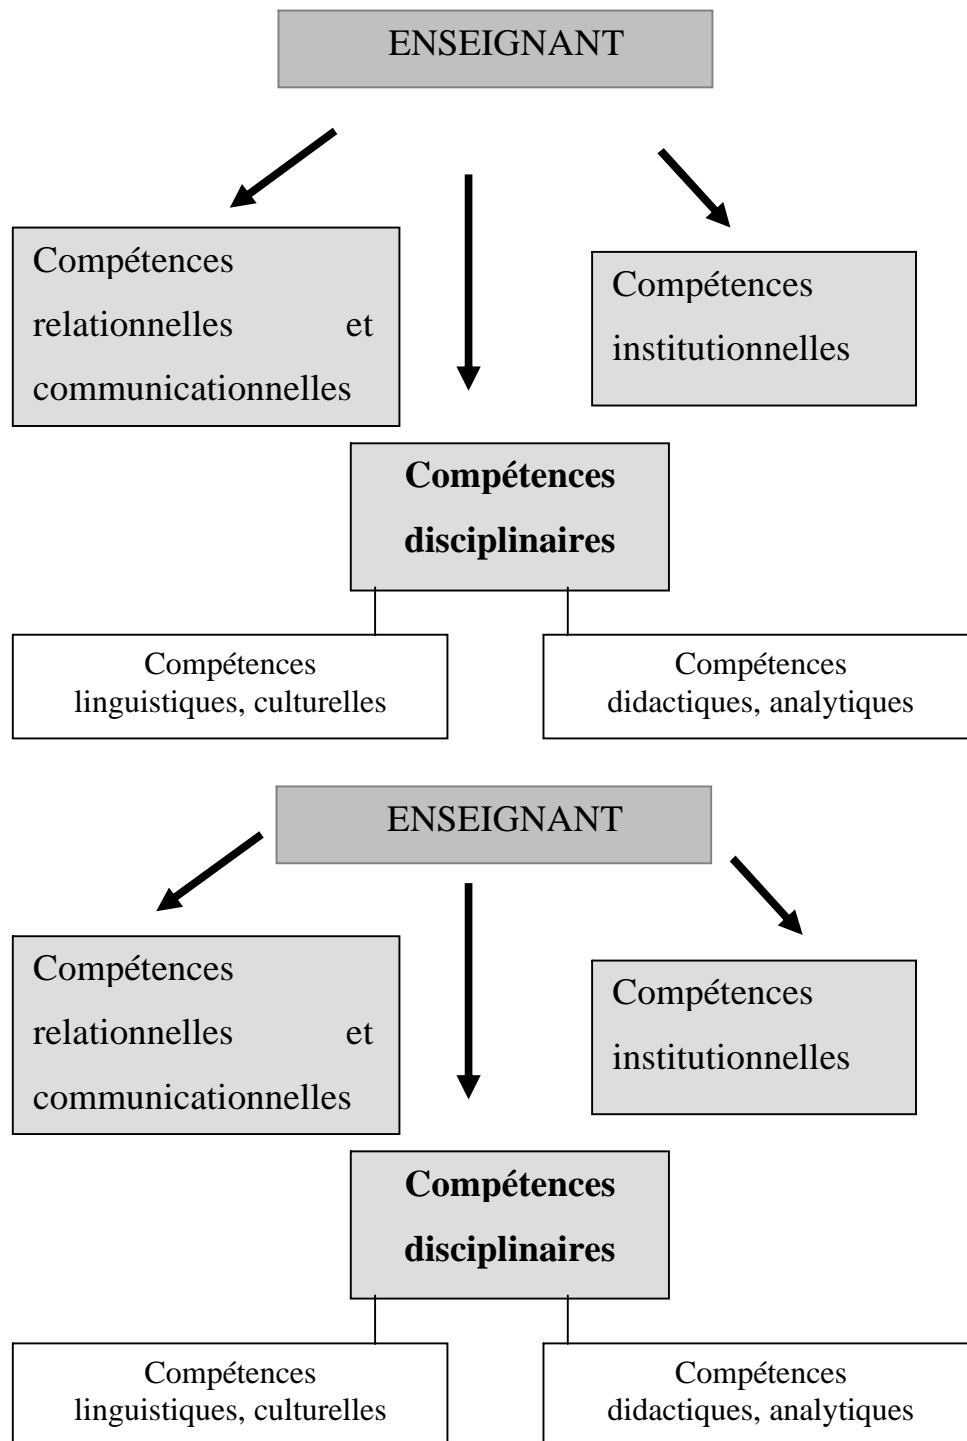 ENSEIGNANT
Compétences
relationnelles et
communicationnelles
Compétences
institutionnelles
Compétences
disciplinaires
Compétences
linguistiques, culturelles
Compétences
didactiques, analytiques
ENSEIGNANT
Compétences
relationnelles et
communicationnelles
Compétences
institutionnelles
Compétences
disciplinaires
Compétences
linguistiques, culturelles
Compétences
didactiques, analytiques